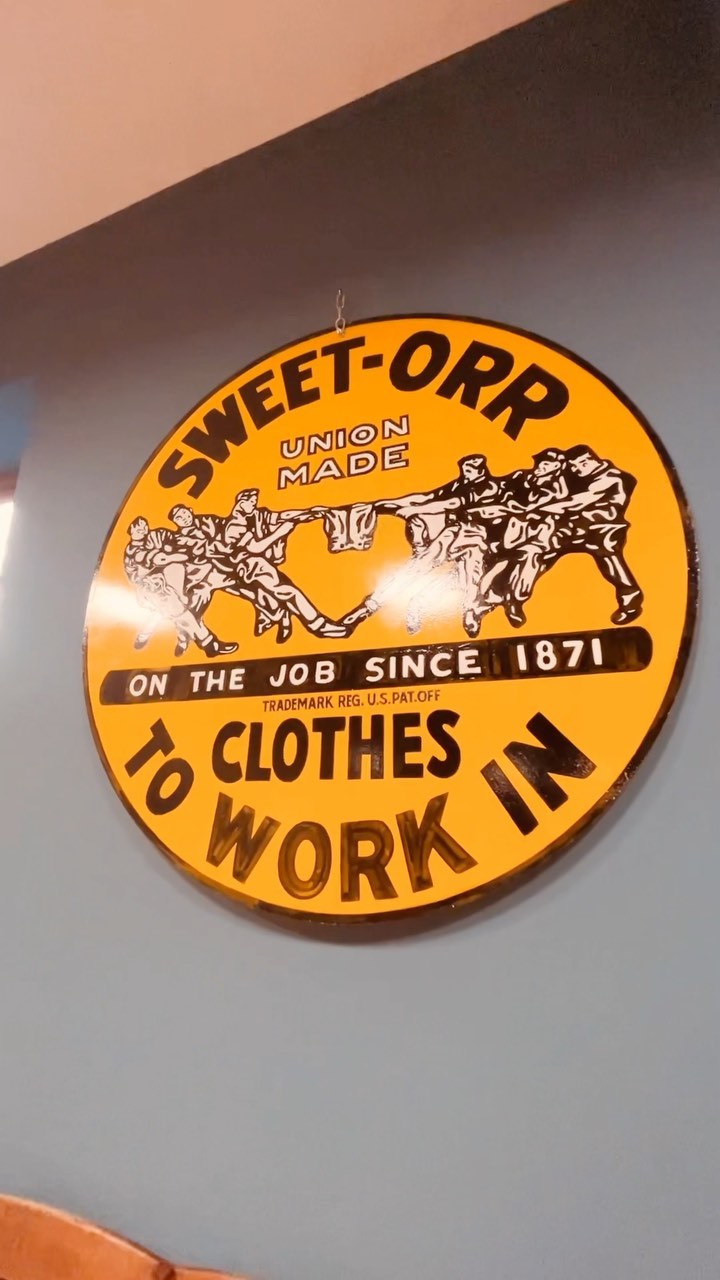 SWEET-ORR
UNION
MADE
ON THE JOB SINCE 1871
TRADEMARK REG. U.S.PAT.OFF
CLOTHES
TO WORK IN